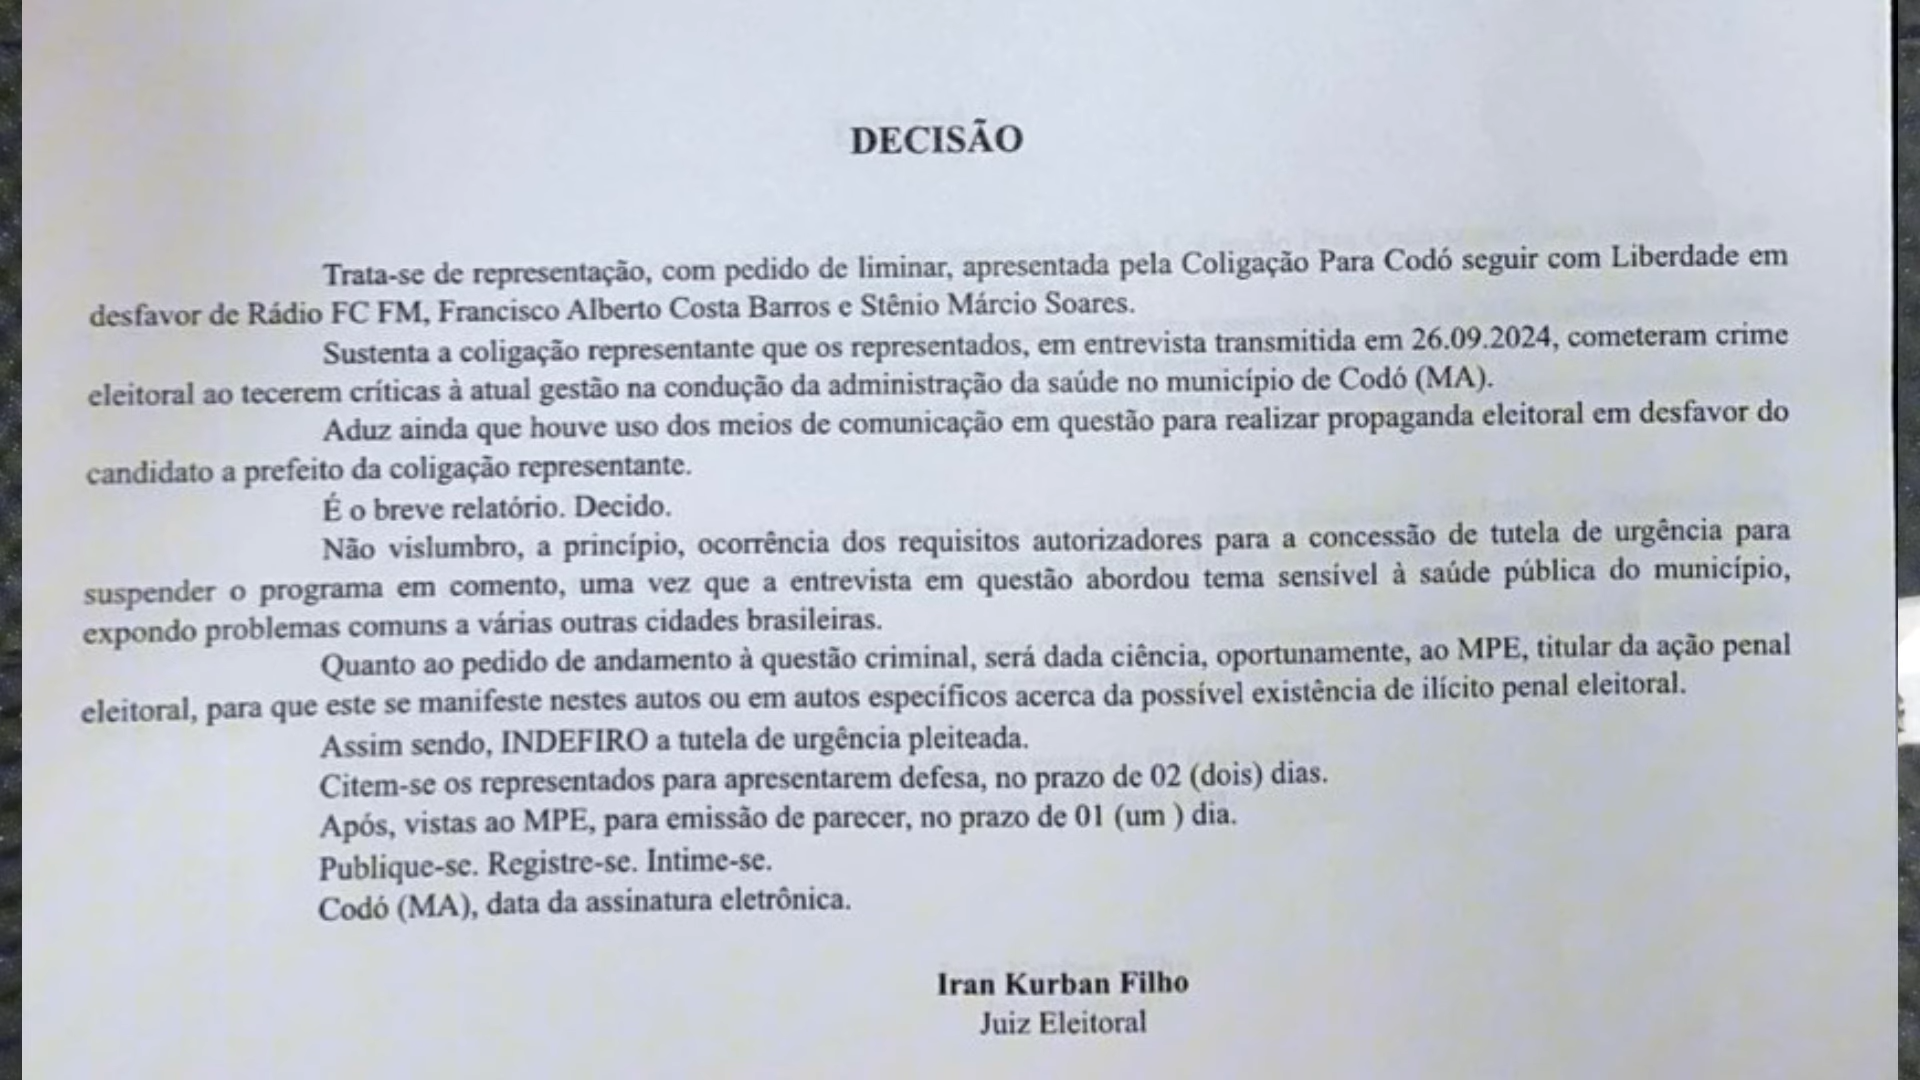 DECISÃO
Trata-se de representação, com pedido de liminar, apresentada pela Coligação Para Codó seguir com Liberdade em
desfavor de Rádio FC FM, Francisco Alberto Costa Barros e Stênio Márcio Soares.
Sustenta a coligação representante que os representados, em entrevista transmitida em 26.09.2024, cometeram crime
eleitoral ao tecerem críticas à atual gestão na condução da administração da saúde no município de Codó (MA).
Aduz ainda que houve uso dos meios de comunicação em questão para realizar propaganda eleitoral em desfavor do
candidato a prefeito da coligação representante.
É o breve relatório. Decido.
Não vislumbro, a princípio, ocorrência dos requisitos autorizadores para a concessão de tutela de urgência para
suspender o programa em comento, uma vez que a entrevista em questão abordou tema sensível à saúde pública do município,
expondo problemas comuns a várias outras cidades brasileiras.
Quanto ao pedido de andamento à questão criminal, será dada ciência, oportunamente, ao MPE, titular da ação penal
eleitoral, para que este se manifeste nestes autos ou em autos específicos acerca da possível existência de ilícito penal eleitoral.
Assim sendo, INDEFIRO a tutela de urgência pleiteada.
Citem-se os representados para apresentarem defesa, no prazo de 02 (dois) dias.
Após, vistas ao MPE, para emissão de parecer, no prazo de 01 (um ) dia.
Publique-se. Registre-se. Intime-se.
Codó (MA), data da assinatura eletrônica.
Iran Kurban Filho
Juiz Eleitoral